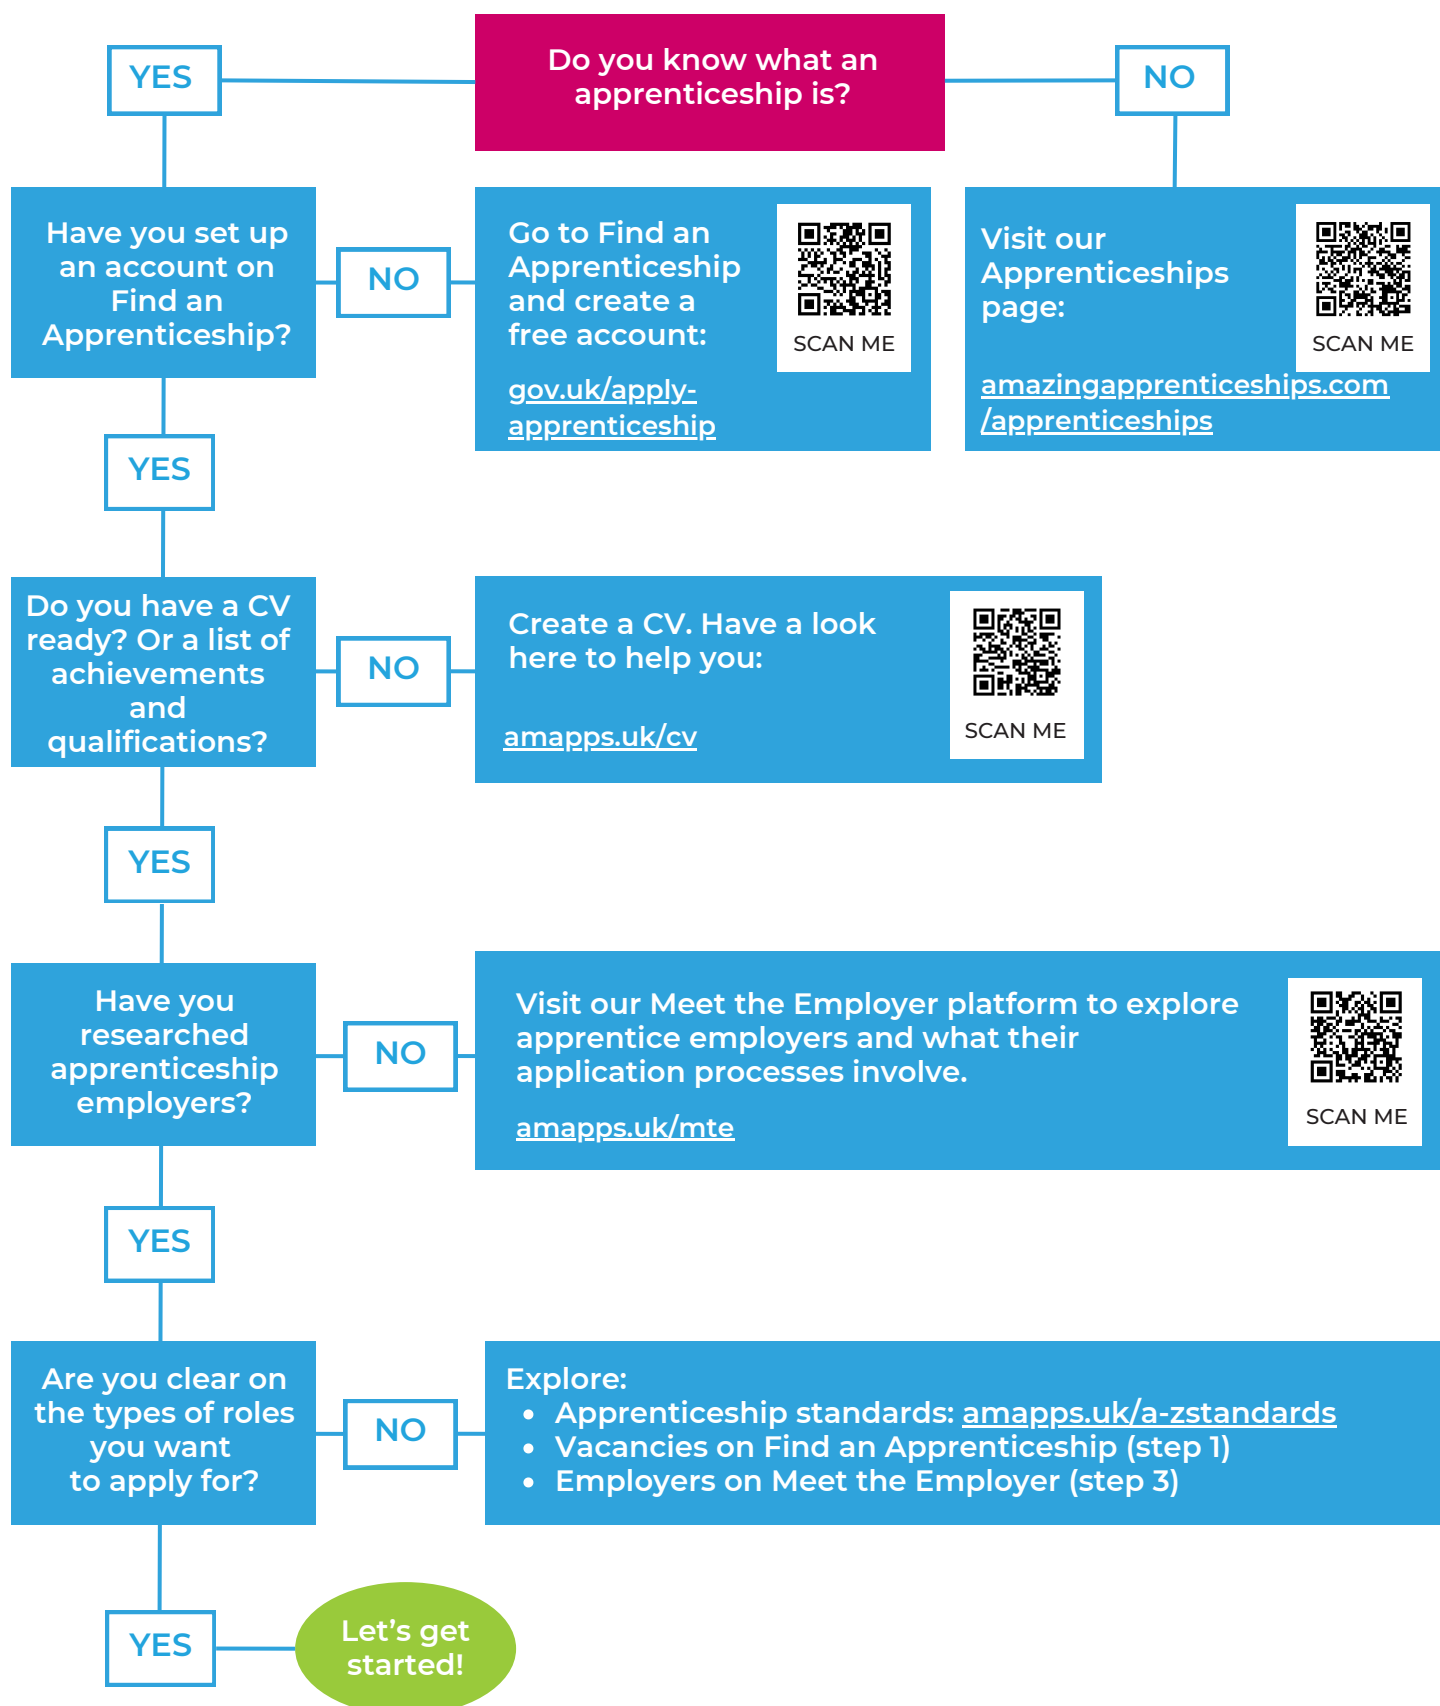 Do you know what an
apprenticeship is?
YES
NO
Have you set up
an account on
Find an
Apprenticeship?
NO
Go to Find an
Apprenticeship
and create a
free account:
gov.uk/apply-
apprenticeship
SCAN ME
Visit our
Apprenticeships
page:
amazingapprenticeships.com
/apprenticeships
SCAN ME
YES
Do you have a CV
ready? Or a list of
achievements
and
qualifications?
NO
Create a CV. Have a look
here to help you:
amapps.uk/cv
SCAN ME
YES
Have you
researched
apprenticeship
employers?
NO
Visit our Meet the Employer platform to explore
apprentice employers and what their
application processes involve.
amapps.uk/mte
SCAN ME
YES
Are you clear on
the types of roles
you want
to apply for?
NO
Explore:
• Apprenticeship standards: amapps.uk/a-zstandards
• Vacancies on Find an Apprenticeship (step 1)
• Employers on Meet the Employer (step 3)
YES
Let's get
started!